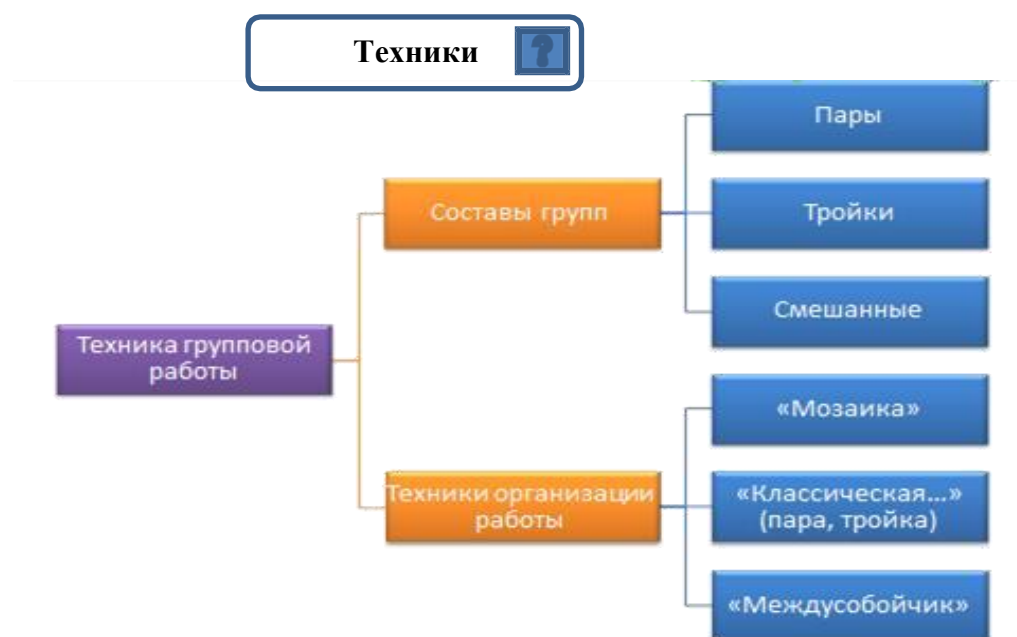 Техники
Пары
Составы групп
Тройки
Смешанные
Техника групповой
работы
«Мозаика»
Техники организации
работы
«Классическая...»
(пара, тройка)
«Междусобойчик»